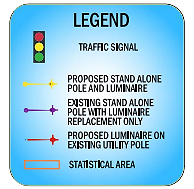 LEGEND
TRAFFIC SIGNAL
PROPOSED STAND ALONE
POLE AND LUMINAIRE
EXISTING STAND ALONE
POLE WITH LUMINAIRE
REPLACEMENT ONLY
PROPOSED LUMINAIRE ON
EXISTING UTILITY POLE
STATISTICAL AREA